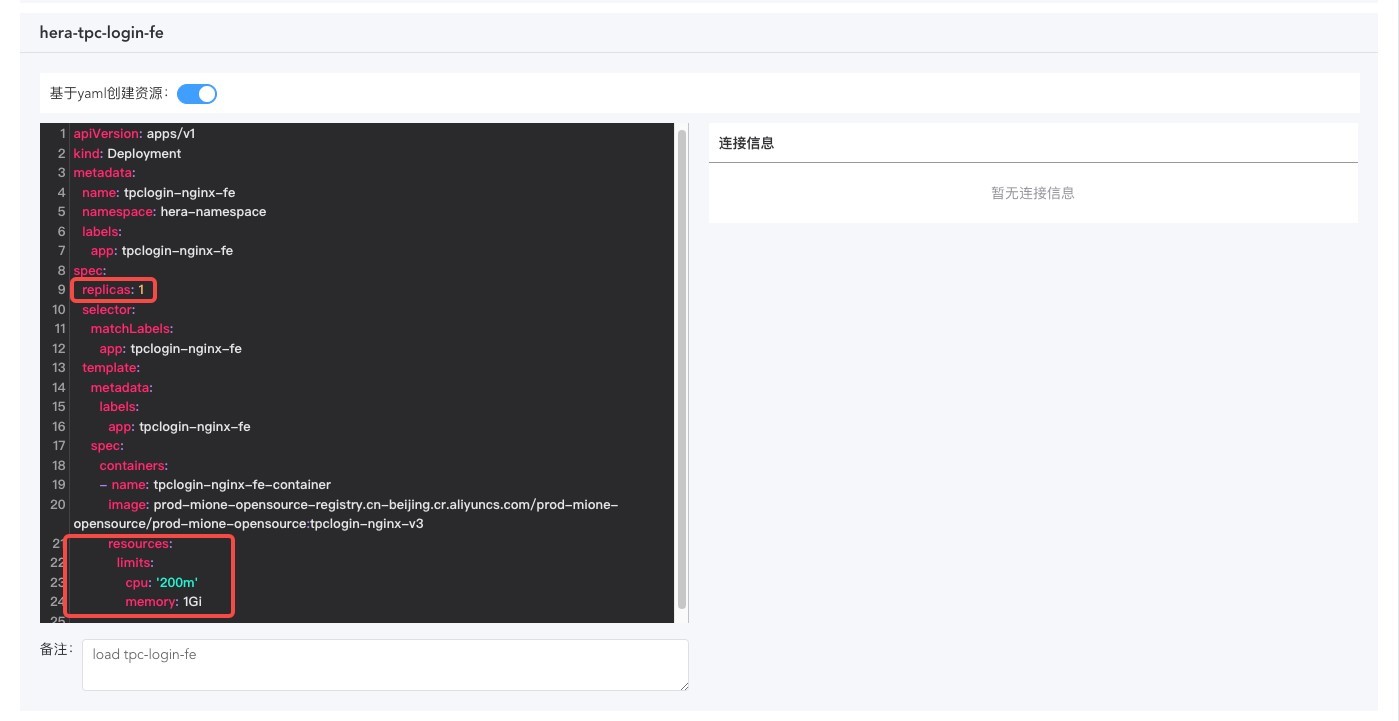 hera-tpc-login-fe
基于yaml创建资源：
1 apiVersion: apps/v1
2 kind: Deployment
3 metadata:
4 name: tpclogin-nginx-fe
5 namespace: hera-namespace
6 labels:
7 app: tpclogin-nginx-fe
8 spec:
9 replicas: 1
10 selector:
11 matchLabels:
12 app: tpclogin-nginx-fe
13 template:
14 metadata:
15 labels:
16 app: tpclogin-nginx-fe
17 spec:
18 containers:
19 - name: tpclogin-nginx-fe-container
20 image: prod-mione-opensource-registry.cn-beijing.cr.aliyuncs.com/prod-mione-
opensource/prod-mione-opensource:tpclogin-nginx-v3
21 resources:
22 limits:
23 cpu: '200m'
24 memory: 1Gi
25
连接信息
暂无连接信息
备注：
load tpc-login-fe